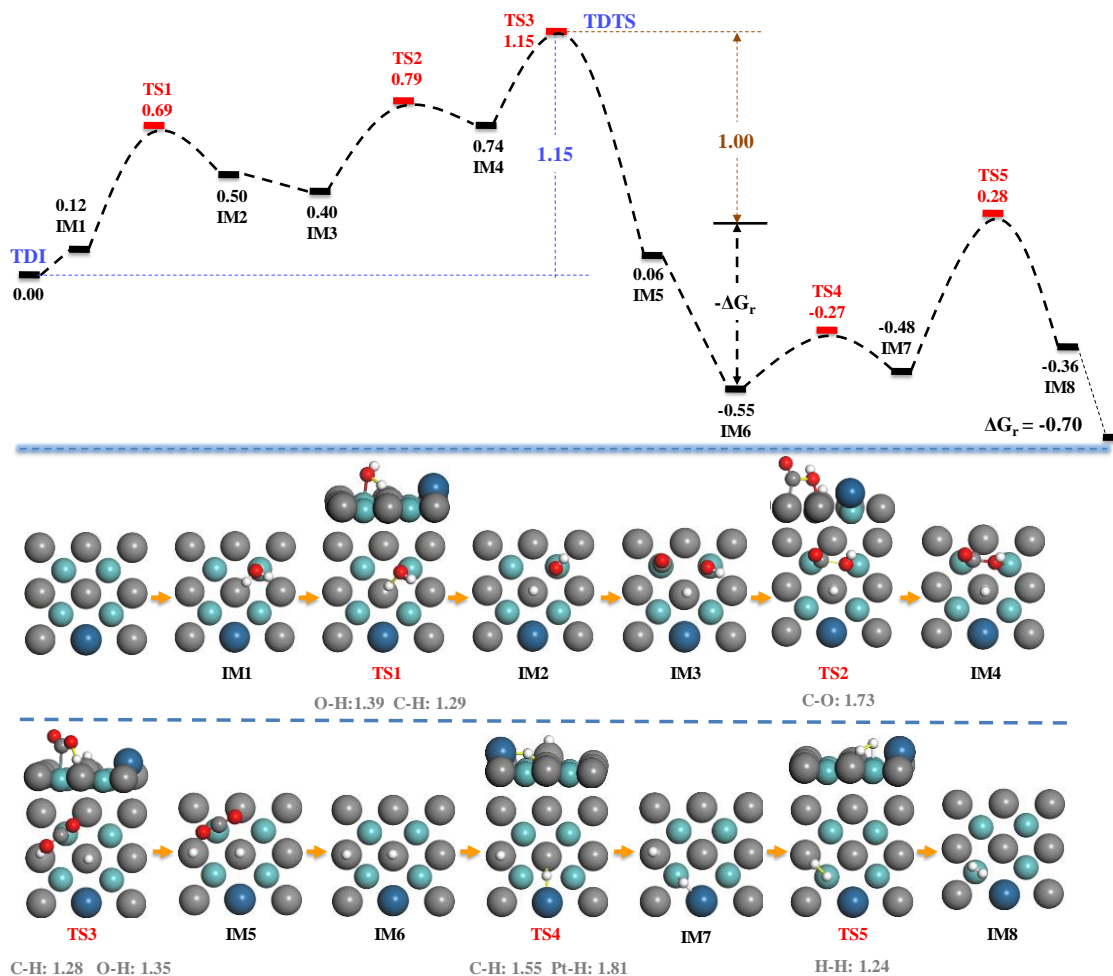 TS3
1.15
TDTS
TS2
0.79
TS1
0.69
0.74
IM4
1.15
1.00
0.50
IM2
0.40
IM3
0.12
IM1
TDI
0.00
0.06
IM5
-ΔGr
TS5
0.28
TS4
-0.27
-0.48
IM7
-0.55
IM6
-0.36
IM8
ΔGr = -0.70
IM1
TS1
IM2
IM3
TS2
IM4
O-H:1.39 C-H: 1.29
C-O: 1.73
TS3
IM5
IM6
TS4
IM7
TS5
IM8
C-H: 1.28 O-H: 1.35
C-H: 1.55 Pt-H: 1.81
H-H: 1.24